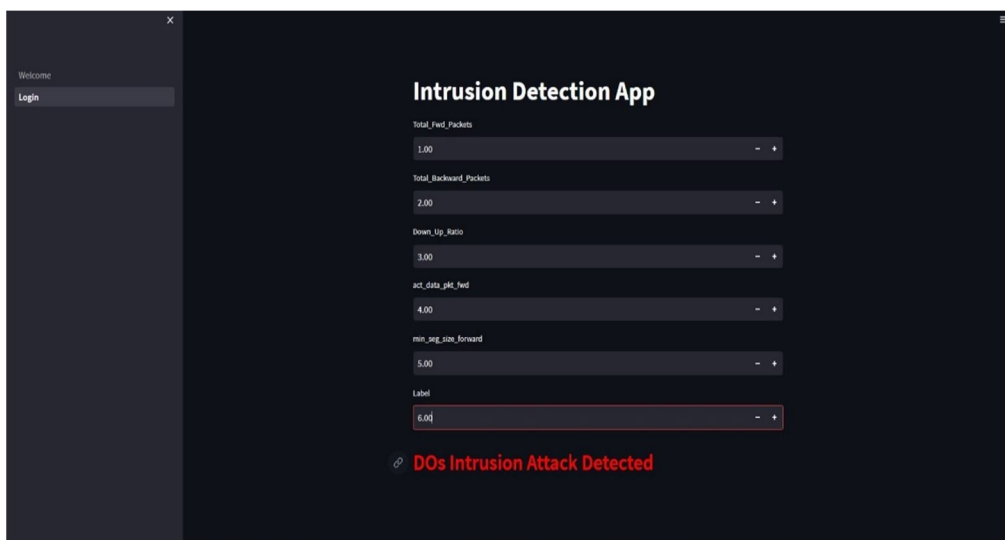 Welcome
Login
Intrusion Detection App
Total_Fwd_Packets
1.00
Total_Backward_Packets
2.00
Down_Up_Ratio
3.00
act_data_pkt_fwd
4.00
min_seg_size_forward
5.00
Label
6.00
DOs Intrusion Attack Detected